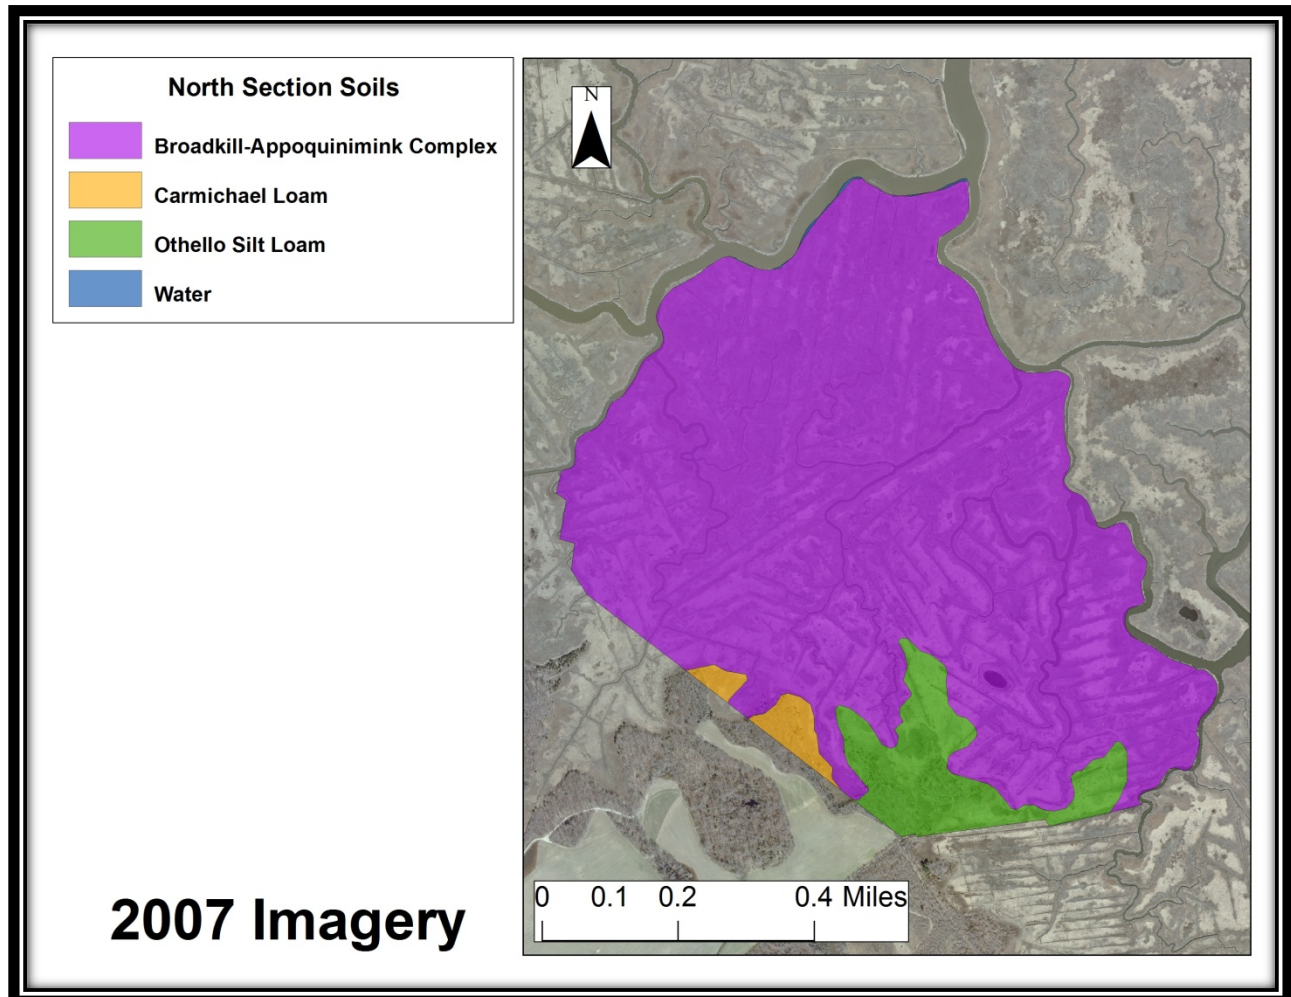 North Section Soils
Broadkill-Appoquinimink Complex
Carmichael Loam
Othello Silt Loam
Water
N
0 0.1 0.2 0.4 Miles
2007 Imagery